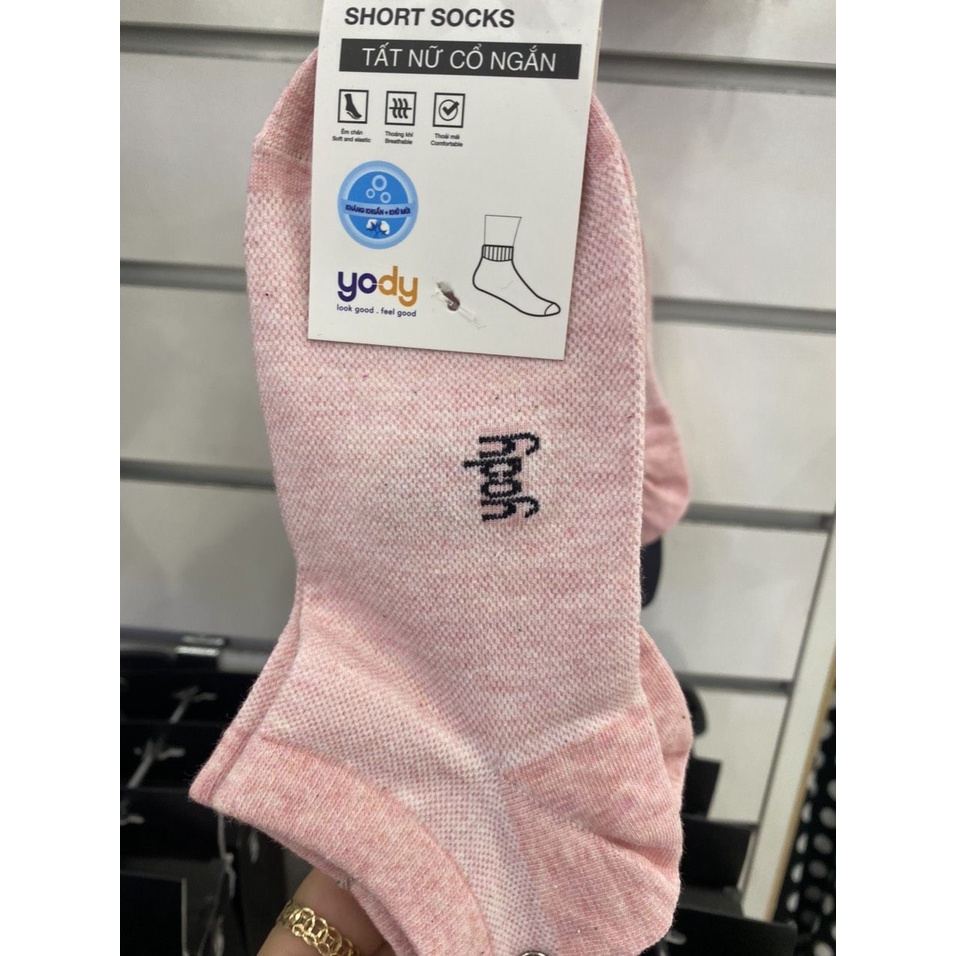 SHORT SOCKS
TẤT NỮ CỔ NGẮN
Êm chân
Soft and elastic
Thoáng khí
Breathable
Thoải mái
Comfortable
KHÁNG KHUẨN + KHỬ MÙI
yody
look good . feel good
yody